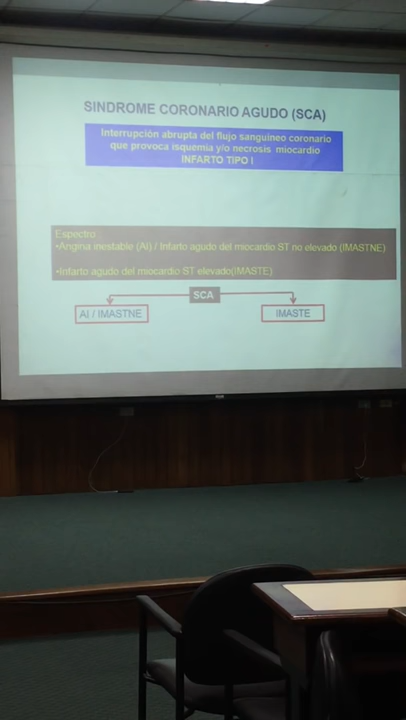 SINDROME CORONARIO AGUDO (SCA)
Interrupción abrupta del flujo sanguineo coronario
que provoca isquemia y/o necrosis miocardio
INFARTO TIPO I
Espectro :
•Angina inestable (AI) / Infarto agudo del miocardio ST no elevado (IMASTNE)
•Infarto agudo del miocardio ST elevado(IMASTE)
SCA
AI / IMASTNE
IMASTE